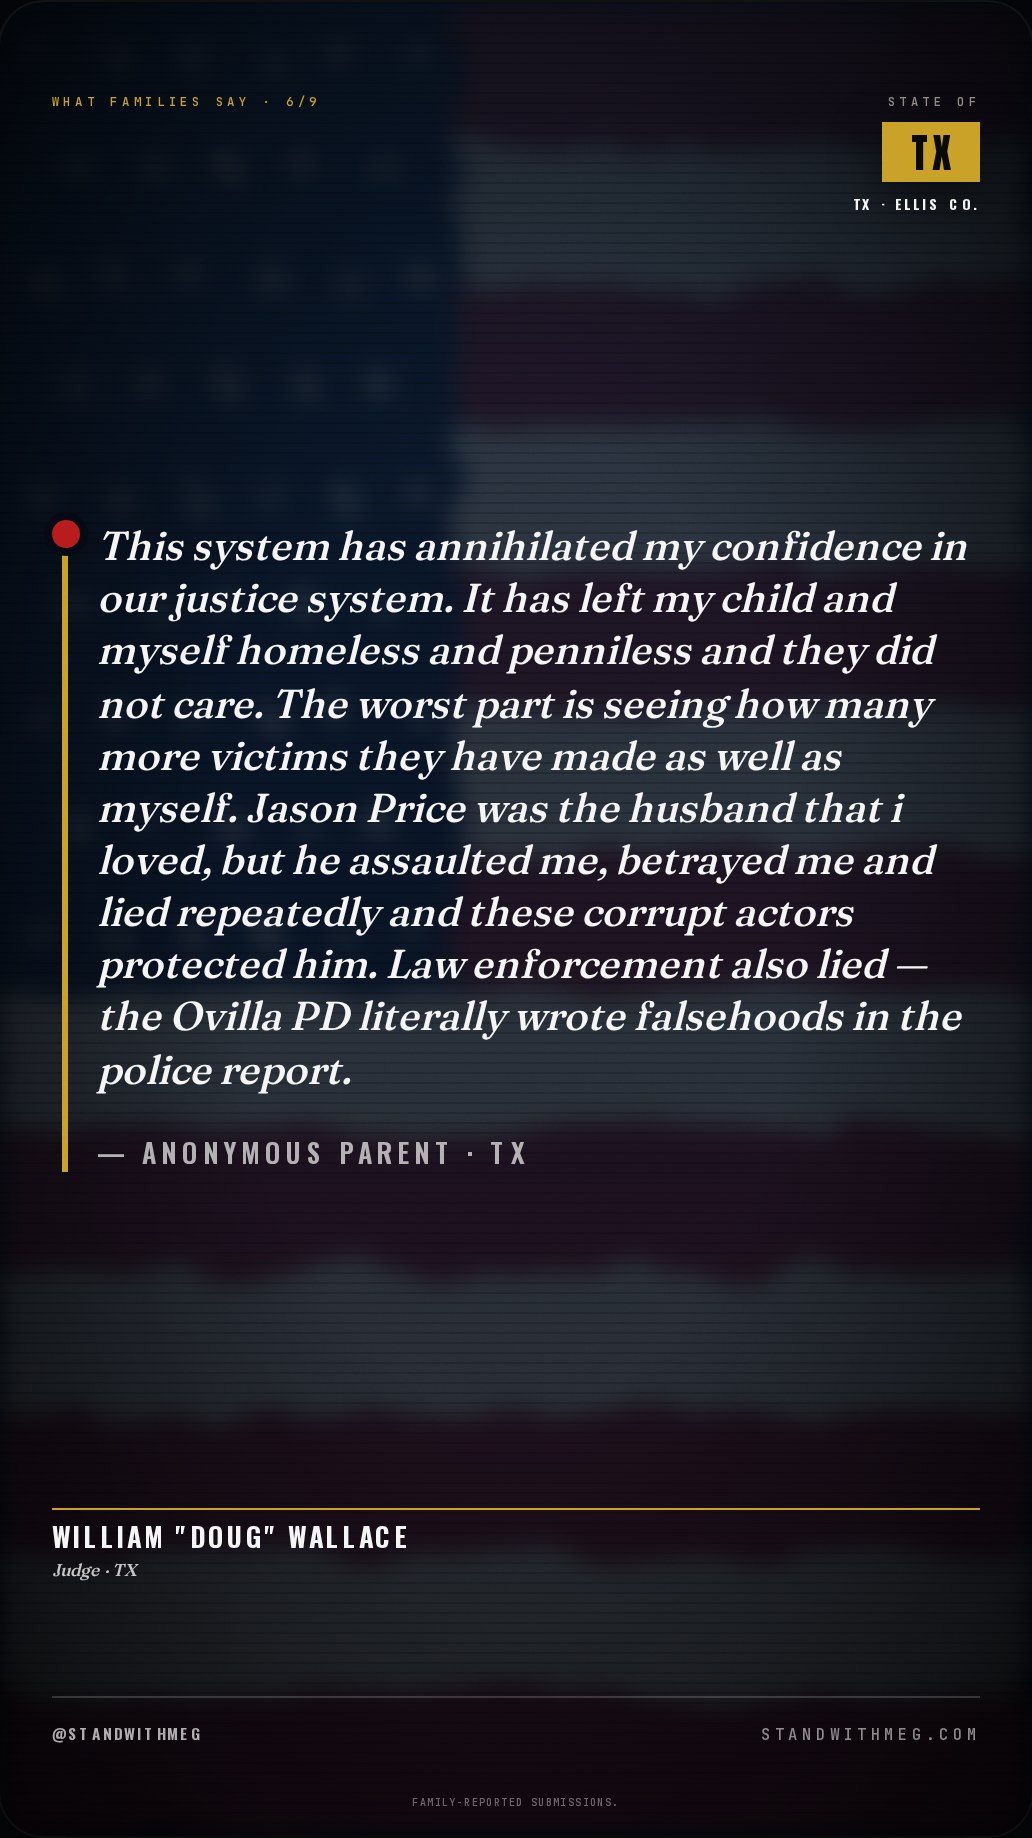 WHAT FAMILIES SAY · 6/9
STATE OF
TX
TX · ELLIS CO.
This system has annihilated my confidence in
our justice system. It has left my child and
myself homeless and penniless and they did
not care. The worst part is seeing how many
more victims they have made as well as
myself. Jason Price was the husband that i
loved, but he assaulted me, betrayed me and
lied repeatedly and these corrupt actors
protected him. Law enforcement also lied —
the Ovilla PD literally wrote falsehoods in the
police report.
— ANONYMOUS PARENT · TX
WILLIAM "DOUG" WALLACE
Judge · TX
@STANDWITHMEG
STANDWITHMEG.COM
FAMILY-REPORTED SUBMISSIONS.